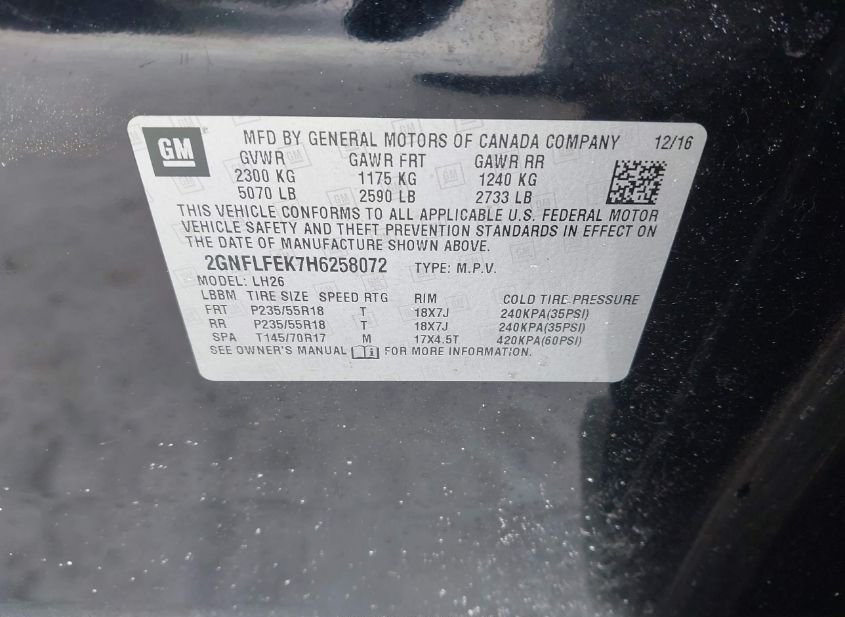 GM
MFD BY GENERAL MOTORS OF CANADA COMPANY 12/16
GVWR GAWR FRT GAWR RR
2300 KG 1175 KG 1240 KG
5070 LB 2590 LB 2733 LB
THIS VEHICLE CONFORMS TO ALL APPLICABLE U.S. FEDERAL MOTOR
VEHICLE SAFETY AND THEFT PREVENTION STANDARDS IN EFFECT ON
THE DATE OF MANUFACTURE SHOWN ABOVE.
2GNFLFEK7H6258072 TYPE: M.P.V.
MODEL: LH26
LBBM TIRE SIZE SPEED RTG RIM COLD TIRE PRESSURE
FRT P235/55R18 T 18X7J 240KPA(35PSI)
RR P235/55R18 T 18X7J 240KPA(35PSI)
SPA T145/70R17 M 17X4.5T 420KPA(60PSI)
SEE OWNER'S MANUAL FOR MORE INFORMATION.